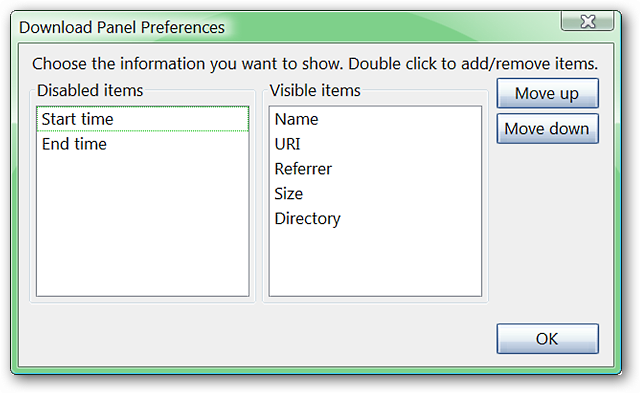 Download Panel Preferences
Choose the information you want to show. Double click to add/remove items.
Disabled items
Start time
End time
Visible items
Name
URI
Referrer
Size
Directory
Move up
Move down
OK